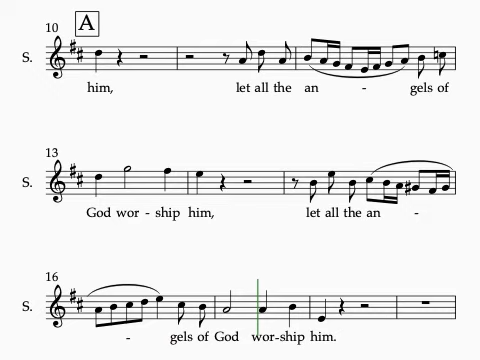 10 A
S.
him, let all the an - gels of
13
S.
God wor - ship him, let all the an -
16
S.
- gels of God wor-ship him.